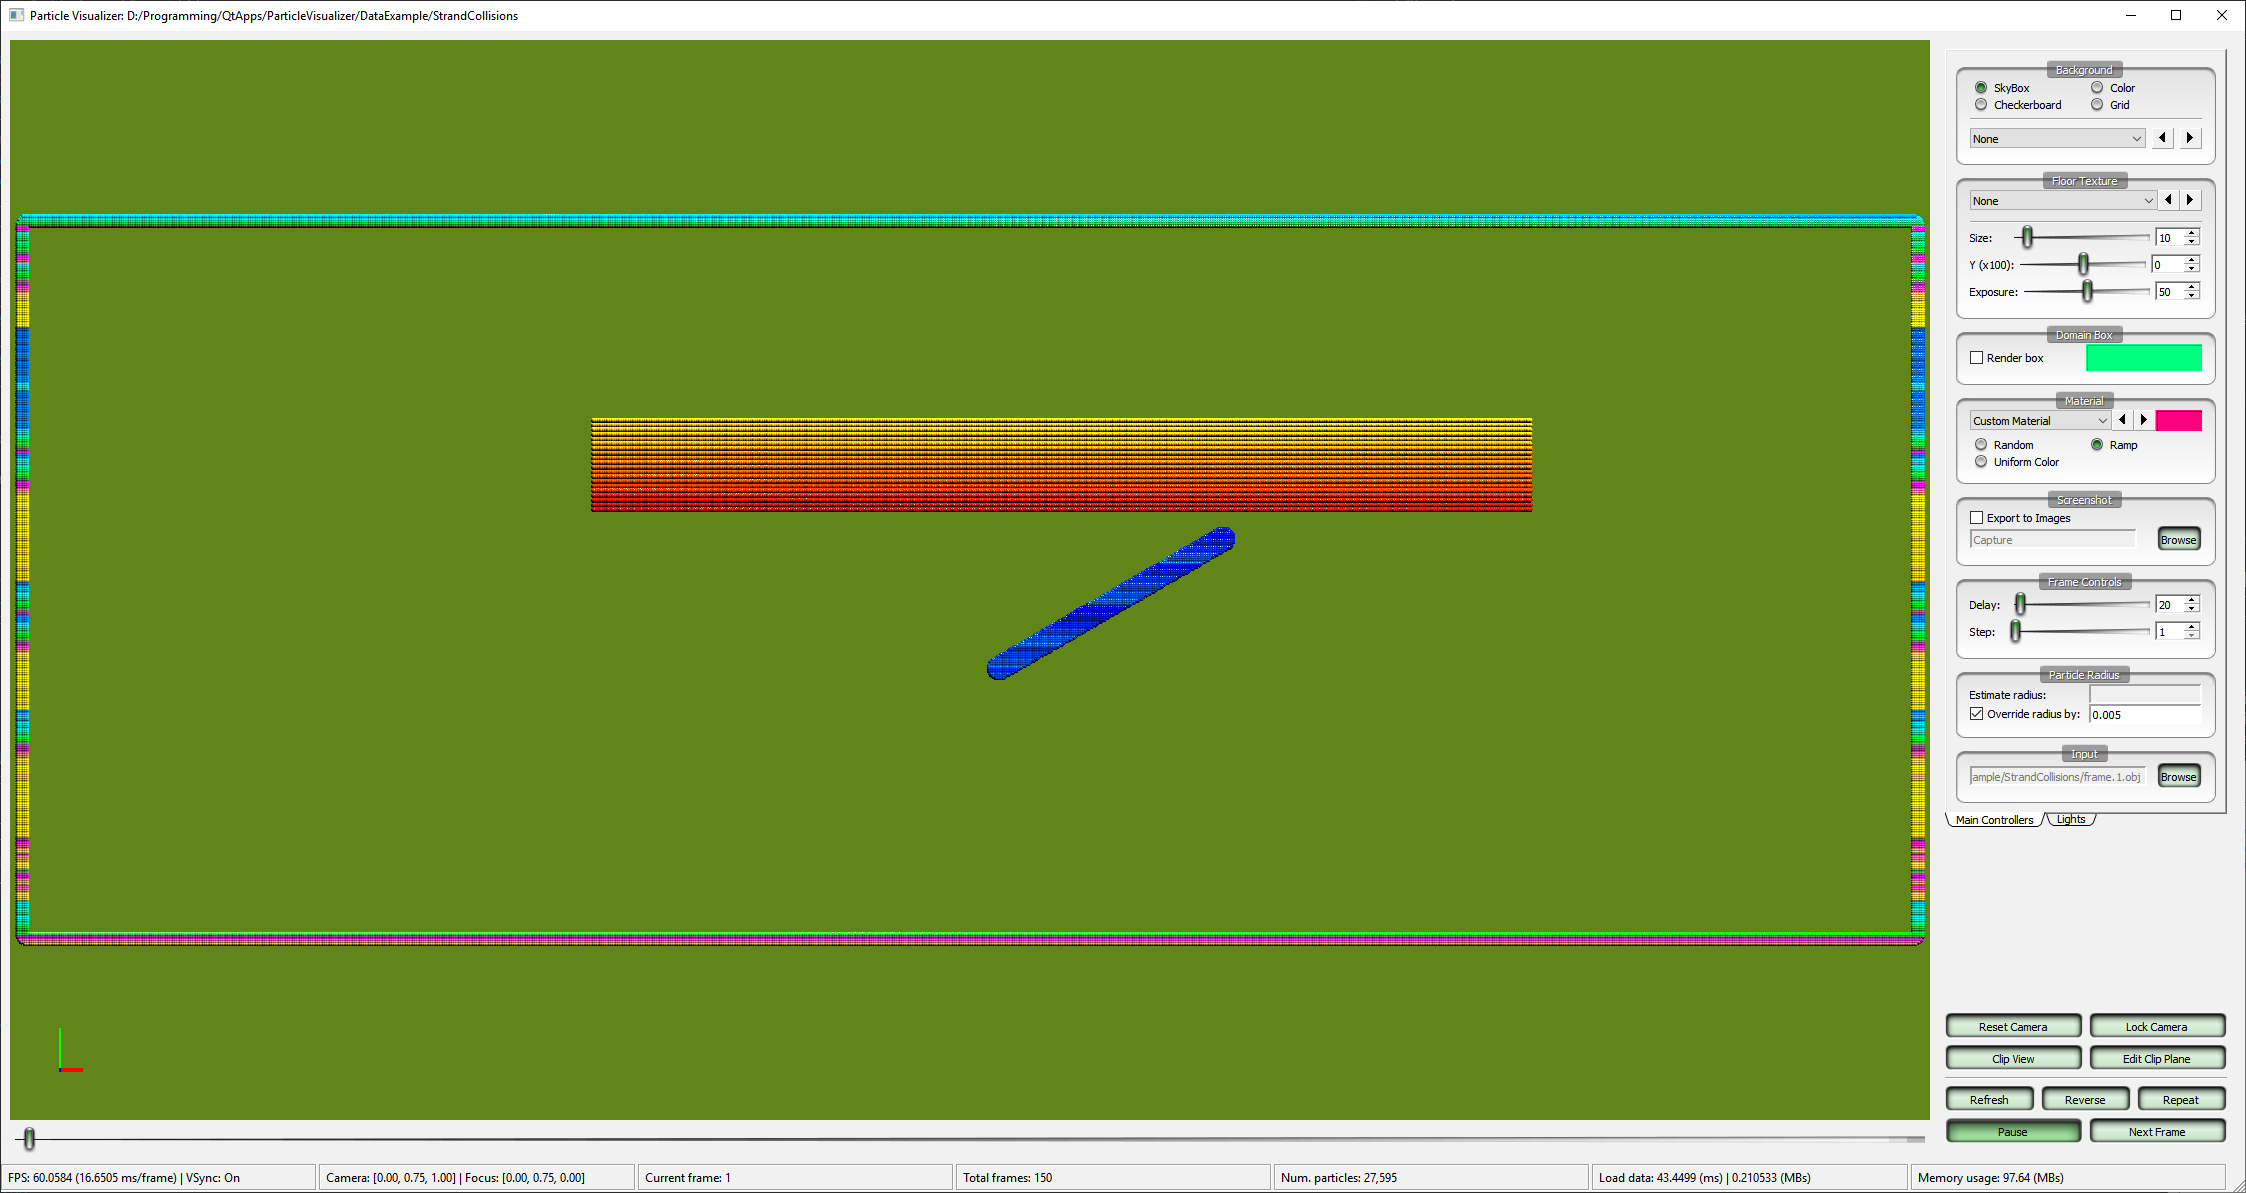 Particle Visualizer: D:/Programming/QtApps/ParticleVisualizer/DataExample/StrandCollisions
Background
SkyBox Color
Checkerboard Grid
None
Floor Texture
None
Size: 10
Y (x100): 0
Exposure: 50
Domain Box
Render box
Material
Custom Material
Random Ramp
Uniform Color
Screenshot
Export to Images
Capture Browse
Frame Controls
Delay: 20
Step: 1
Particle Radius
Estimate radius:
Override radius by: 0.005
Input
ample/StrandCollisions/frame.1.obj Browse
Main Controllers Lights
Reset Camera Lock Camera
Clip View Edit Clip Plane
Refresh Reverse Repeat
Pause Next Frame
FPS: 60.0584 (16.6505 ms/frame) | VSync: On Camera: [0.00, 0.75, 1.00] | Focus: [0.00, 0.75, 0.00] Current frame: 1 Total frames: 150 Num. particles: 27,595 Load data: 43.4499 (ms) | 0.210533 (MBs) Memory usage: 97.64 (MBs)